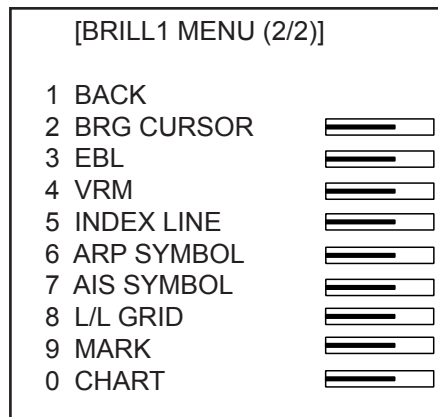 [BRILL1 MENU (2/2)]
1 BACK
2 BRG CURSOR
3 EBL
4 VRM
5 INDEX LINE
6 ARP SYMBOL
7 AIS SYMBOL
8 L/L GRID
9 MARK
0 CHART